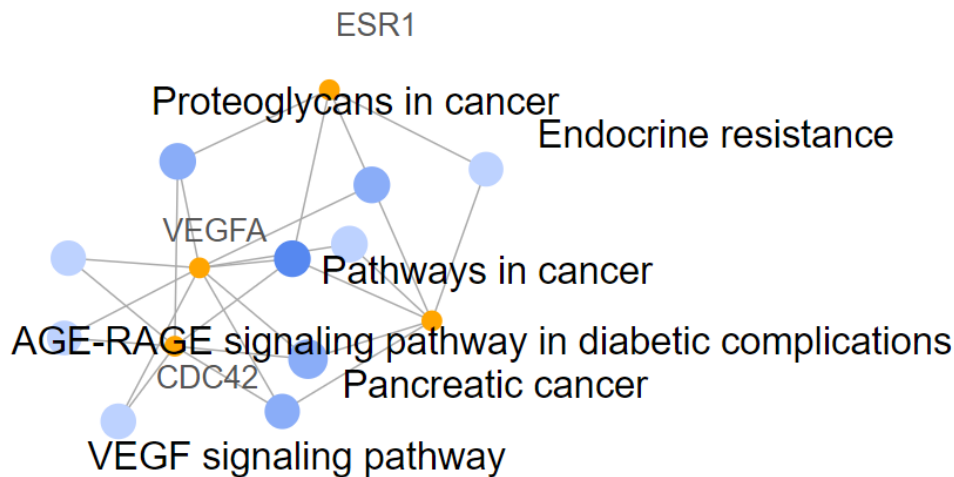 ESR1
Proteoglycans in cancer
Endocrine resistance
VEGFA
Pathways in cancer
AGE-RAGE signaling pathway in diabetic complications
CDC42
Pancreatic cancer
VEGF signaling pathway